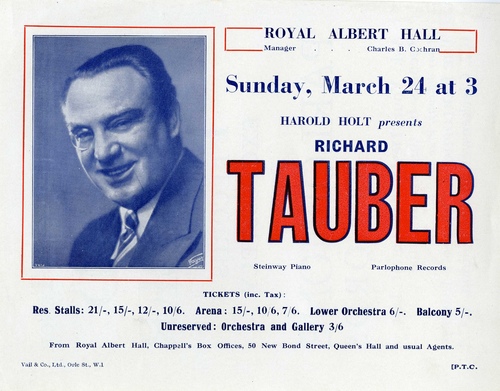 ROYAL ALBERT HALL
Manager . . . Charles B. Cochran
Sunday, March 24 at 3
HAROLD HOLT presents
RICHARD
TAUBER
Steinway Piano Parlophone Records
TICKETS (inc. Tax):
Res. Stalls: 21/-, 15/-, 12/-, 10/6. Arena: 15/-, 10/6, 7/6. Lower Orchestra 6/-. Balcony 5/-.
Unreserved: Orchestra and Gallery 3/6
From Royal Albert Hall, Chappell's Box Offices, 50 New Bond Street, Queen's Hall and usual Agents.
Vail & Co., Ltd., Ozle St., W.1 [P.T.C.